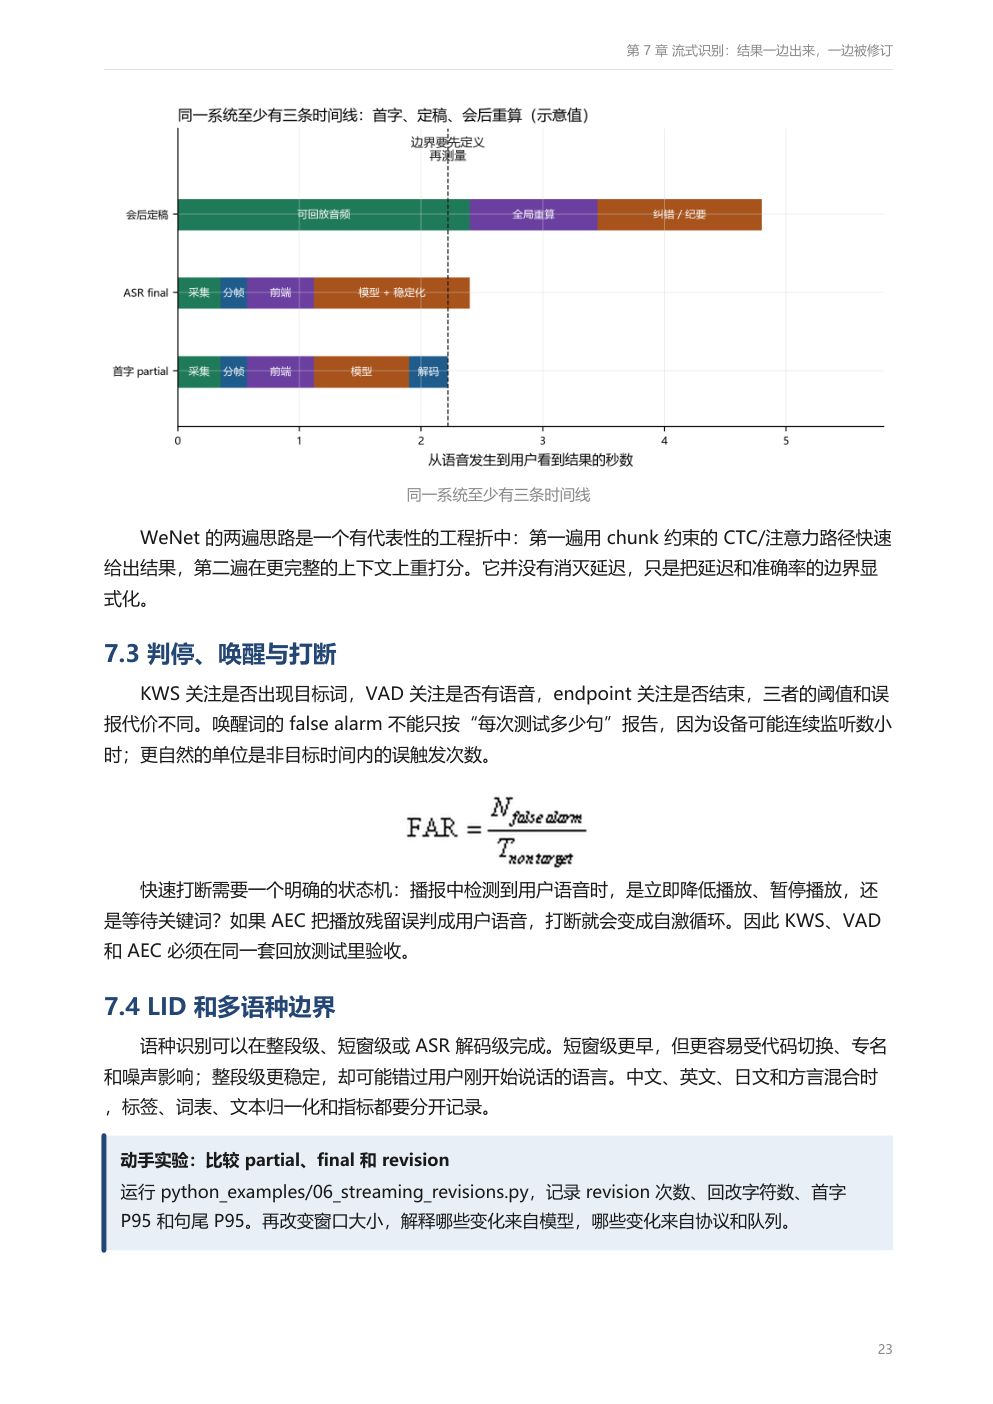 第 7 章 流式识别：结果一边出来，一边被修订
同一系统至少有三条时间线：首字、定稿、会后重算（示意值）
边界要先定义
再测量
会后定稿
可回放音频
全局重算
纠错 / 纪要
ASR final
采集
分帧
前端
模型 + 稳定化
首字 partial
采集
分帧
前端
模型
解码
0
1
2
3
4
5
从语音发生到用户看到结果的秒数
同一系统至少有三条时间线
WeNet 的两遍思路是一个有代表性的工程折中：第一遍用 chunk 约束的 CTC/注意力路径快速
给出结果，第二遍在更完整的上下文上重打分。它并没有消灭延迟，只是把延迟和准确率的边界显
式化。
7.3 判停、唤醒与打断
KWS 关注是否出现目标词，VAD 关注是否有语音，endpoint 关注是否结束，三者的阈值和误
报代价不同。唤醒词的 false alarm 不能只按“每次测试多少句”报告，因为设备可能连续监听数小
时；更自然的单位是非目标时间内的误触发次数。
FAR = N_{false alarm} / T_{nontarget}
快速打断需要一个明确的状态机：播报中检测到用户语音时，是立即降低播放、暂停播放，还
是等待关键词？如果 AEC 把播放残留误判成用户语音，打断就会变成自激循环。因此 KWS、VAD
和 AEC 必须在同一套回放测试里验收。
7.4 LID 和多语种边界
语种识别可以在整段级、短窗级或 ASR 解码级完成。短窗级更早，但更容易受代码切换、专名
和噪声影响；整段级更稳定，却可能错过用户刚开始说话的语言。中文、英文、日文和方言混合时
，标签、词表、文本归一化和指标都要分开记录。
动手实验：比较 partial、final 和 revision
运行 python_examples/06_streaming_revisions.py，记录 revision 次数、回改字符数、首字
P95 和句尾 P95。再改变窗口大小，解释哪些变化来自模型，哪些变化来自协议和队列。
23